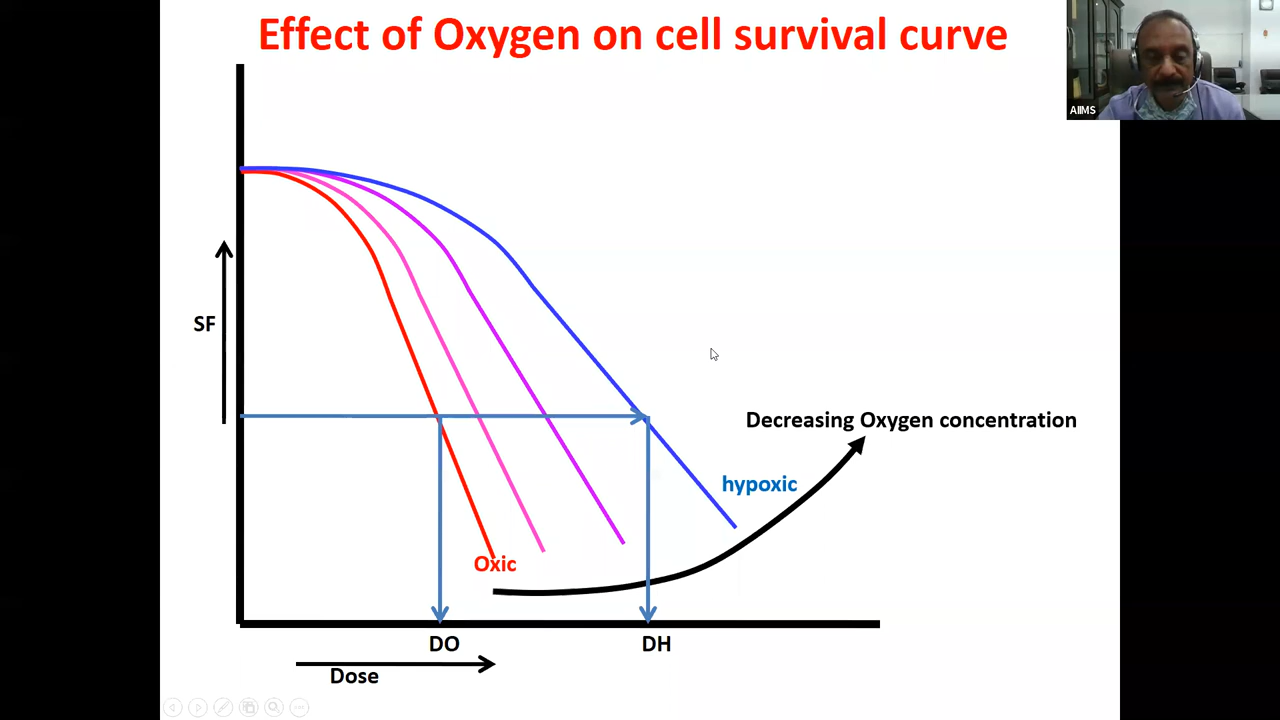 Effect of Oxygen on cell survival curve
AIIMS
SF
Decreasing Oxygen concentration
hypoxic
Oxic
DO
DH
Dose